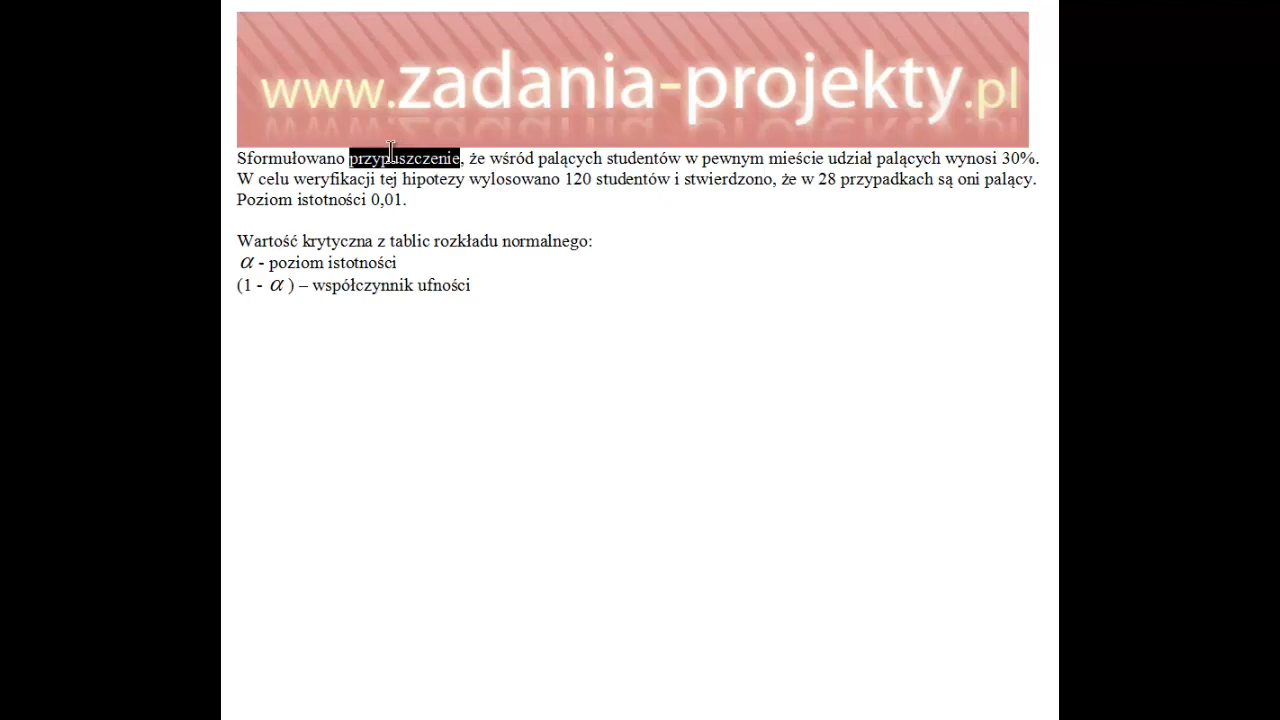 www.zadania-projekty.pl
Sformułowano przypuszczenie, że wśród palących studentów w pewnym mieście udział palących wynosi 30%.
W celu weryfikacji tej hipotezy wylosowano 120 studentów i stwierdzono, że w 28 przypadkach są oni palący.
Poziom istotności 0,01.
Wartość krytyczna z tablic rozkładu normalnego:
α - poziom istotności
(1 - α ) – współczynnik ufności